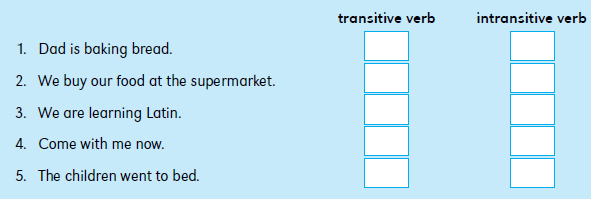 transitive verb intransitive verb
1. Dad is baking bread.
2. We buy our food at the supermarket.
3. We are learning Latin.
4. Come with me now.
5. The children went to bed.